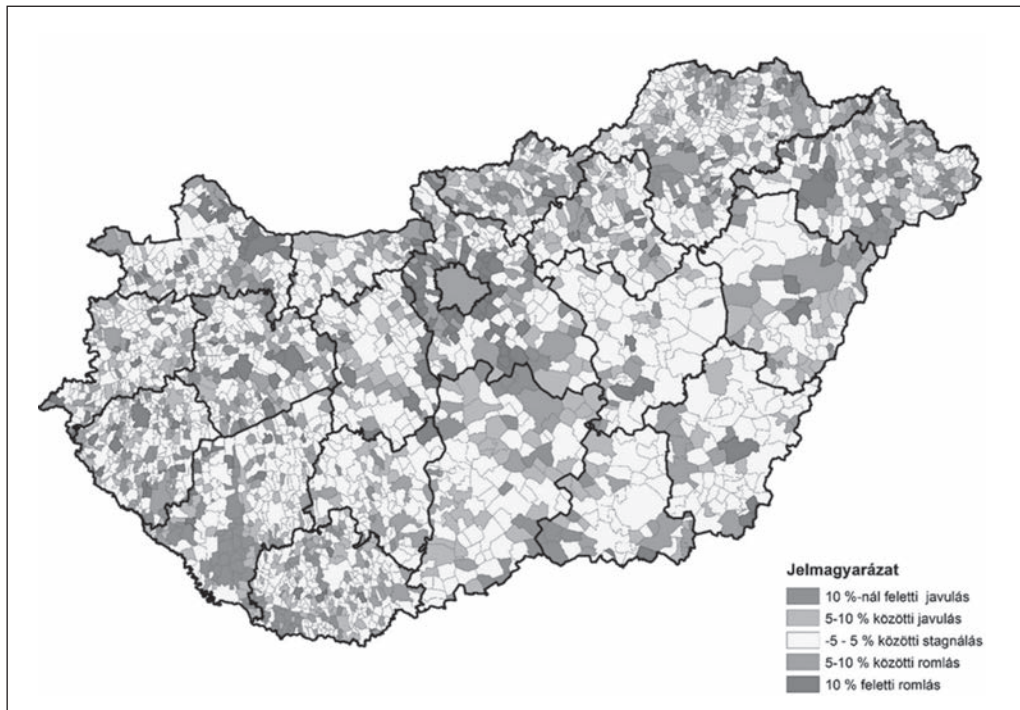 Jelmagyarázat
10 %-nál feletti javulás
5-10 % közötti javulás
-5 - 5 % közötti stagnálás
5-10 % közötti romlás
10 % feletti romlás